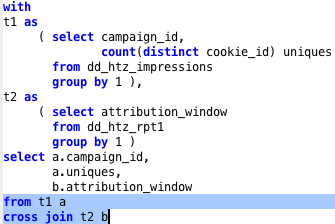 with
t1 as
( select campaign_id,
count(distinct cookie_id) uniques
from dd_htz_impressions
group by 1 ),
t2 as
( select attribution_window
from dd_htz_rpt1
group by 1 )
select a.campaign_id,
a.uniques,
b.attribution_window
from t1 a
cross join t2 b